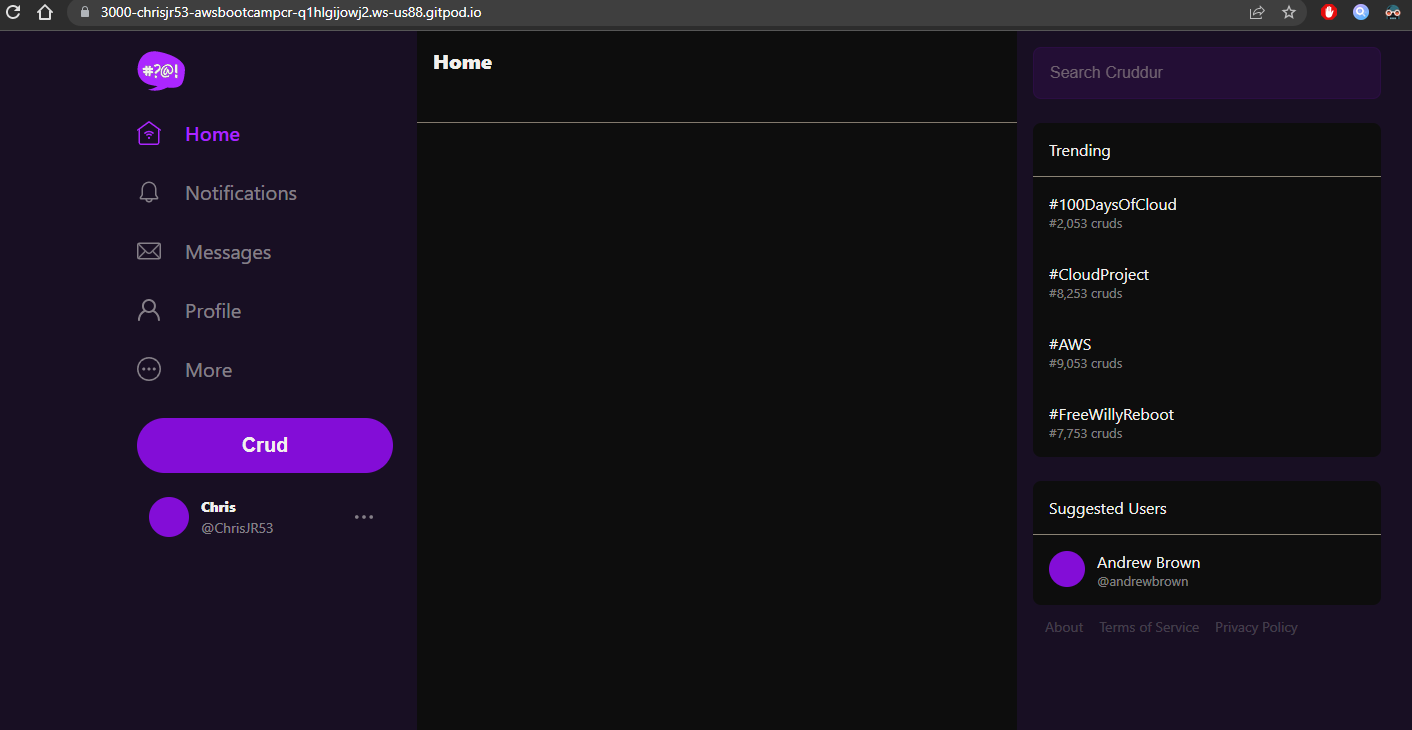 3000-chrisjr53-awsbootcampcr-q1hlgijowj2.ws-us88.gitpod.io
#?@!
Home
Notifications
Messages
Profile
More
Crud
Chris
@ChrisJR53
Home
Search Cruddur
Trending
#100DaysOfCloud
#2,053 cruds
#CloudProject
#8,253 cruds
#AWS
#9,053 cruds
#FreeWillyReboot
#7,753 cruds
Suggested Users
Andrew Brown
@andrewbrown
About Terms of Service Privacy Policy